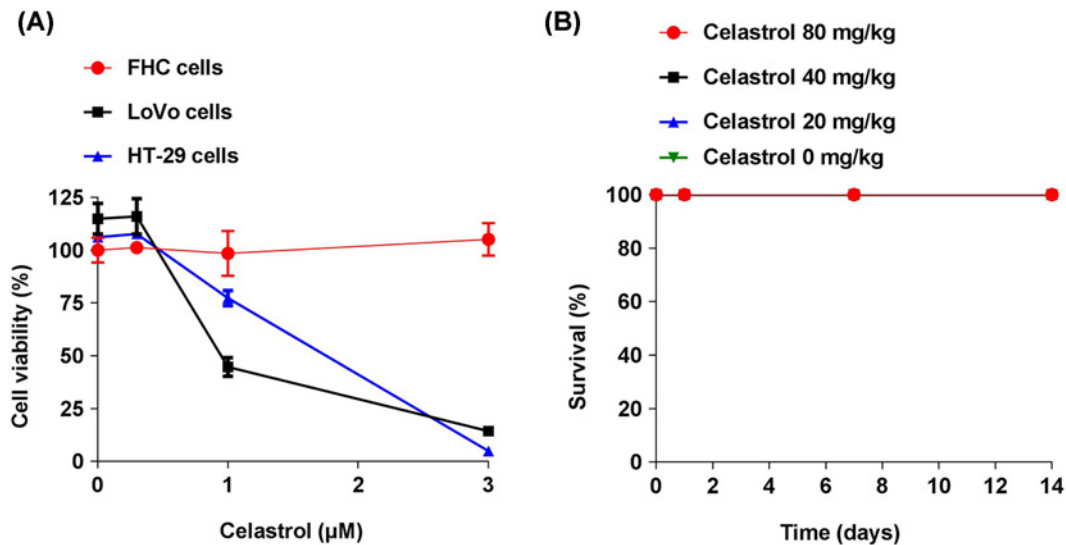 (A)
FHC cells
LoVo cells
HT-29 cells
125
100
75
50
25
0
Cell viability (%)
0 1 2 3
Celastrol (µM)
(B)
Celastrol 80 mg/kg
Celastrol 40 mg/kg
Celastrol 20 mg/kg
Celastrol 0 mg/kg
100
80
60
40
20
0
Survival (%)
0 2 4 6 8 10 12 14
Time (days)